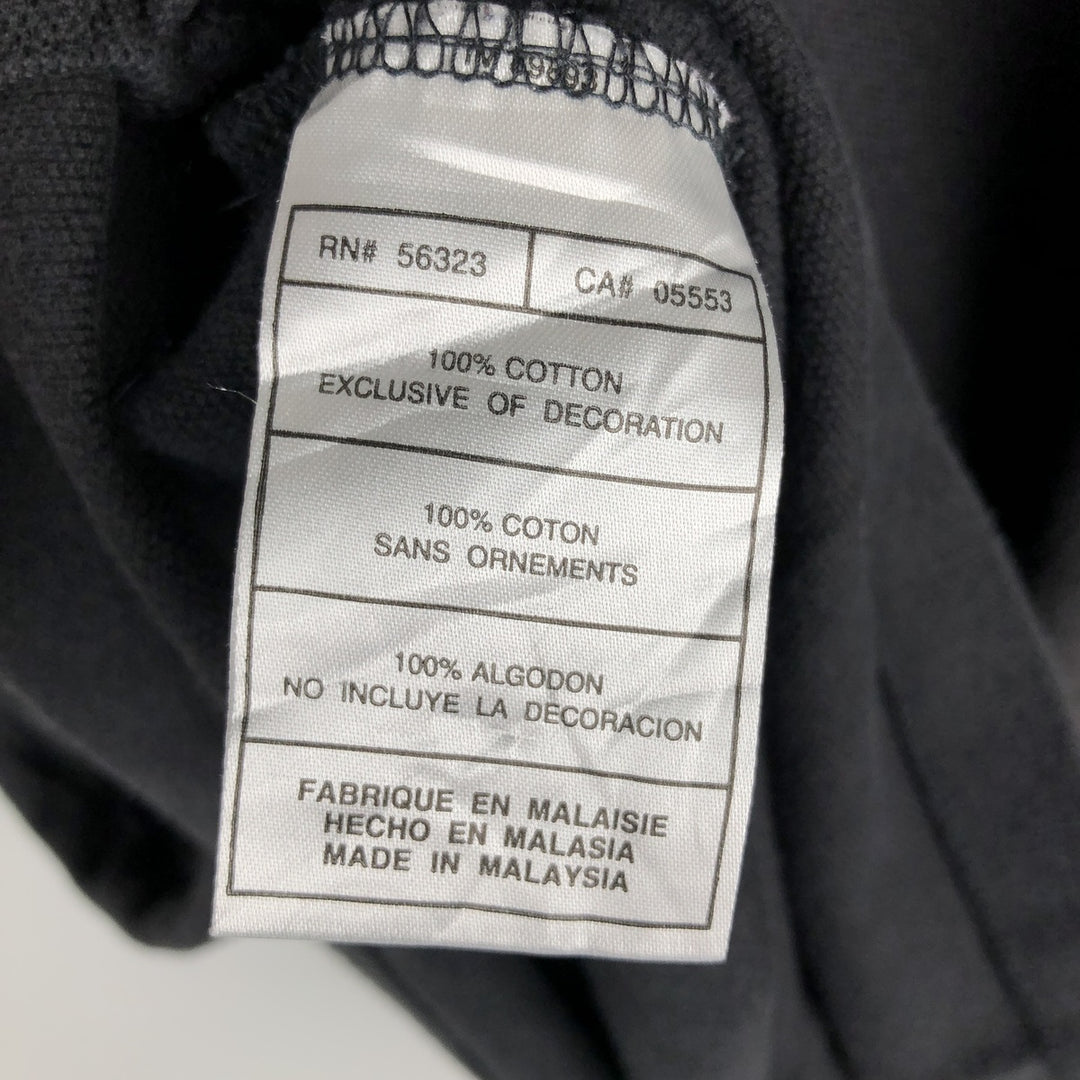 RN# 56323
CA# 05553
100% COTTON
EXCLUSIVE OF DECORATION
100% COTON
SANS ORNEMENTS
100% ALGODON
NO INCLUYE LA DECORACION
FABRIQUE EN MALAISIE
HECHO EN MALASIA
MADE IN MALAYSIA